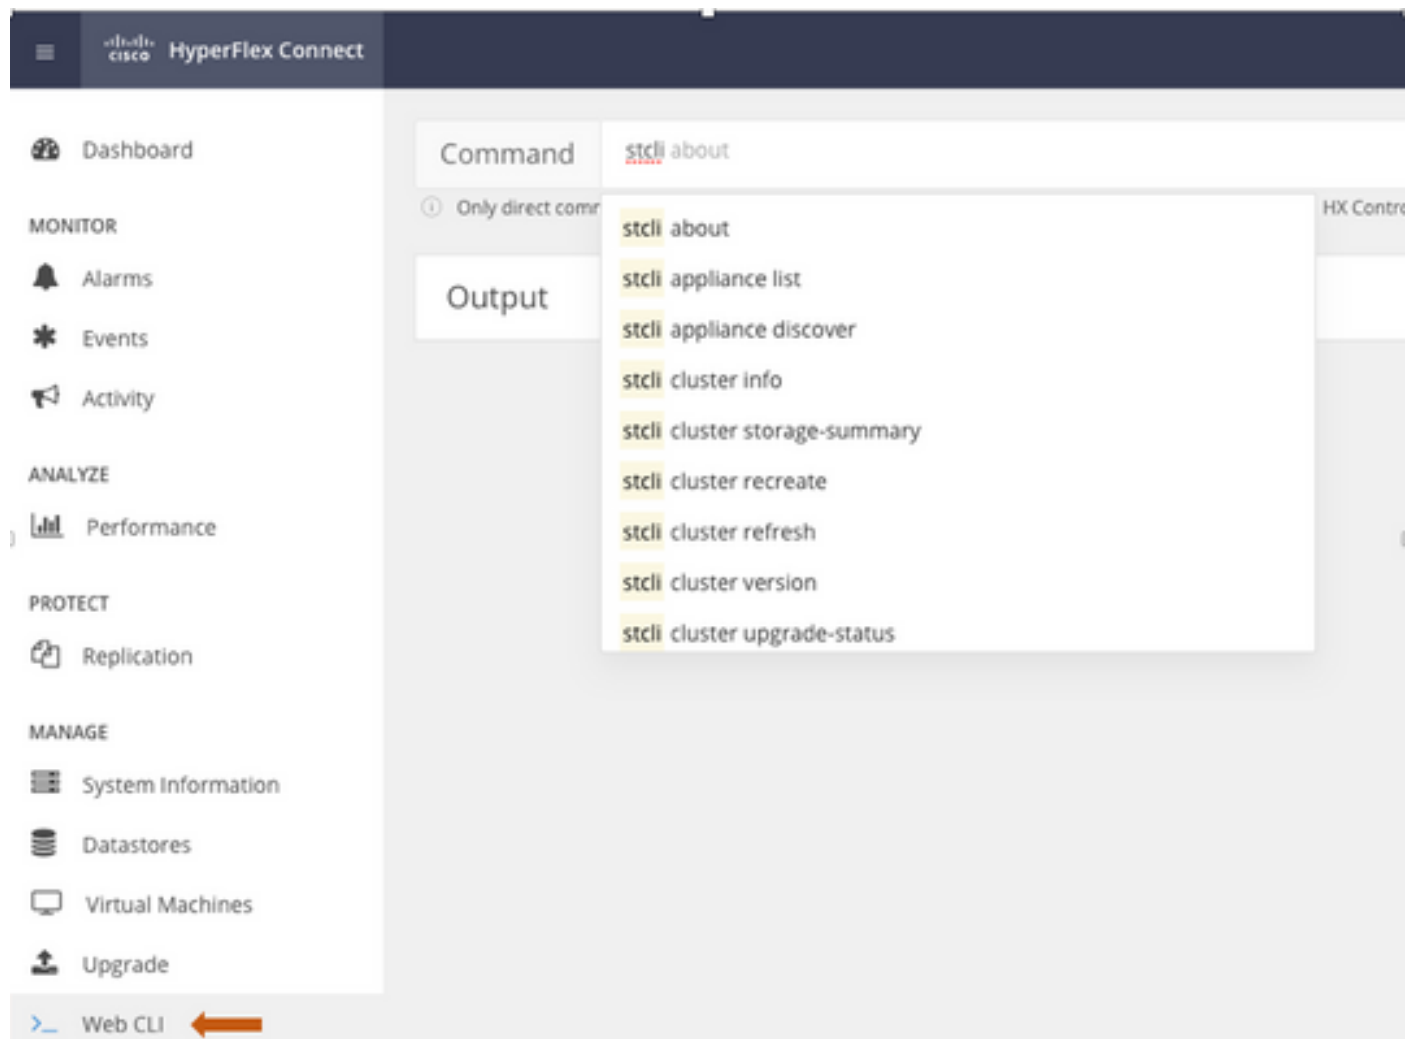 CISCO HyperFlex Connect
Dashboard
MONITOR
Alarms
Events
Activity
ANALYZE
Performance
PROTECT
Replication
MANAGE
System Information
Datastores
Virtual Machines
Upgrade
>_ Web CLI
Command
stcli about
Only direct
HX
stcli about
stcli appliance list
stcli appliance discover
stcli cluster info
stcli cluster storage-summary
stcli cluster recreate
stcli cluster refresh
stcli cluster version
stcli cluster upgrade-status
Output